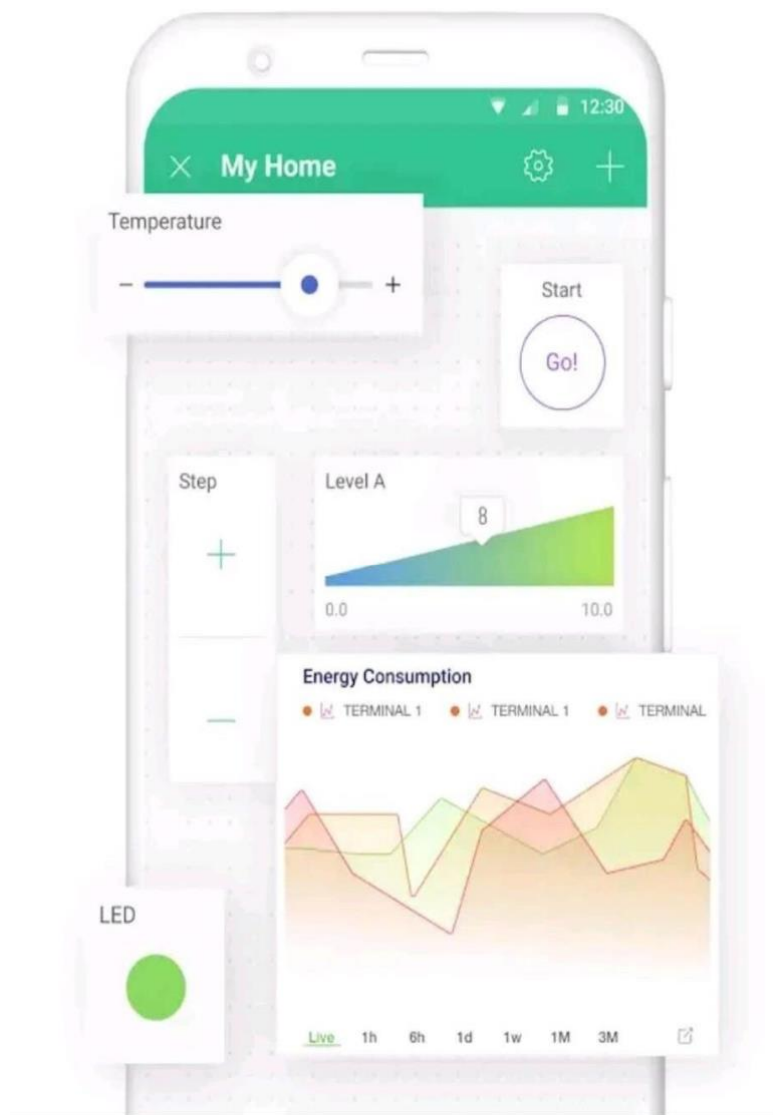 12:30
My Home
Temperature
− +
Start
Go!
Step
+
−
Level A
8
0.0 10.0
Energy Consumption
TERMINAL 1 TERMINAL 1 TERMINAL
LED
Live 1h 6h 1d 1w 1M 3M